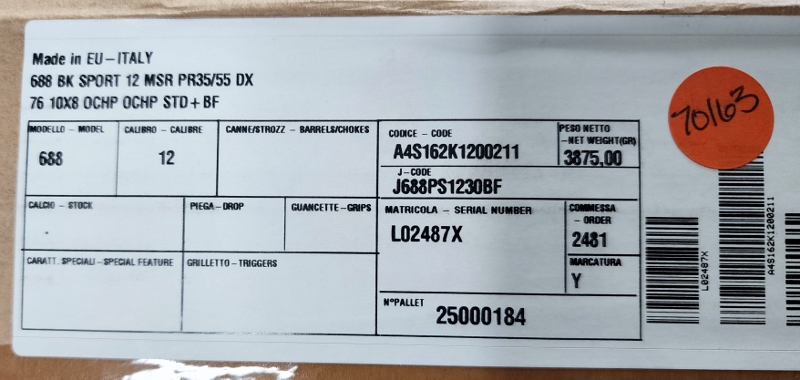 Made in EU-ITALY
688 BK SPORT 12 MSR PR35/55 DX
76 10X8 OCHP OCHP STD+BF
MODELLO - MODEL
688
CALIBRO - CALIBRE
12
CANNE/STROZZ - BARRELS/CHOKES
CODICE - CODE
A4S162K1200211
PESO NETTO
-NET WEIGHT(GR)
3875,00
J-CODE
J688PS1230BF
CALCIO - STOCK
PIEGA-DROP
GUANCETTE-GRIPS
MATRICOLA - SERIAL NUMBER
L02487X
COMMESSA
- ORDER
2481
CARATT. SPECIALI-SPECIAL FEATURE
GRILLETTO-TRIGGERS
MARCATURA
Y
N°PALLET
25000184
70163
L02487X
A4S162K1200211